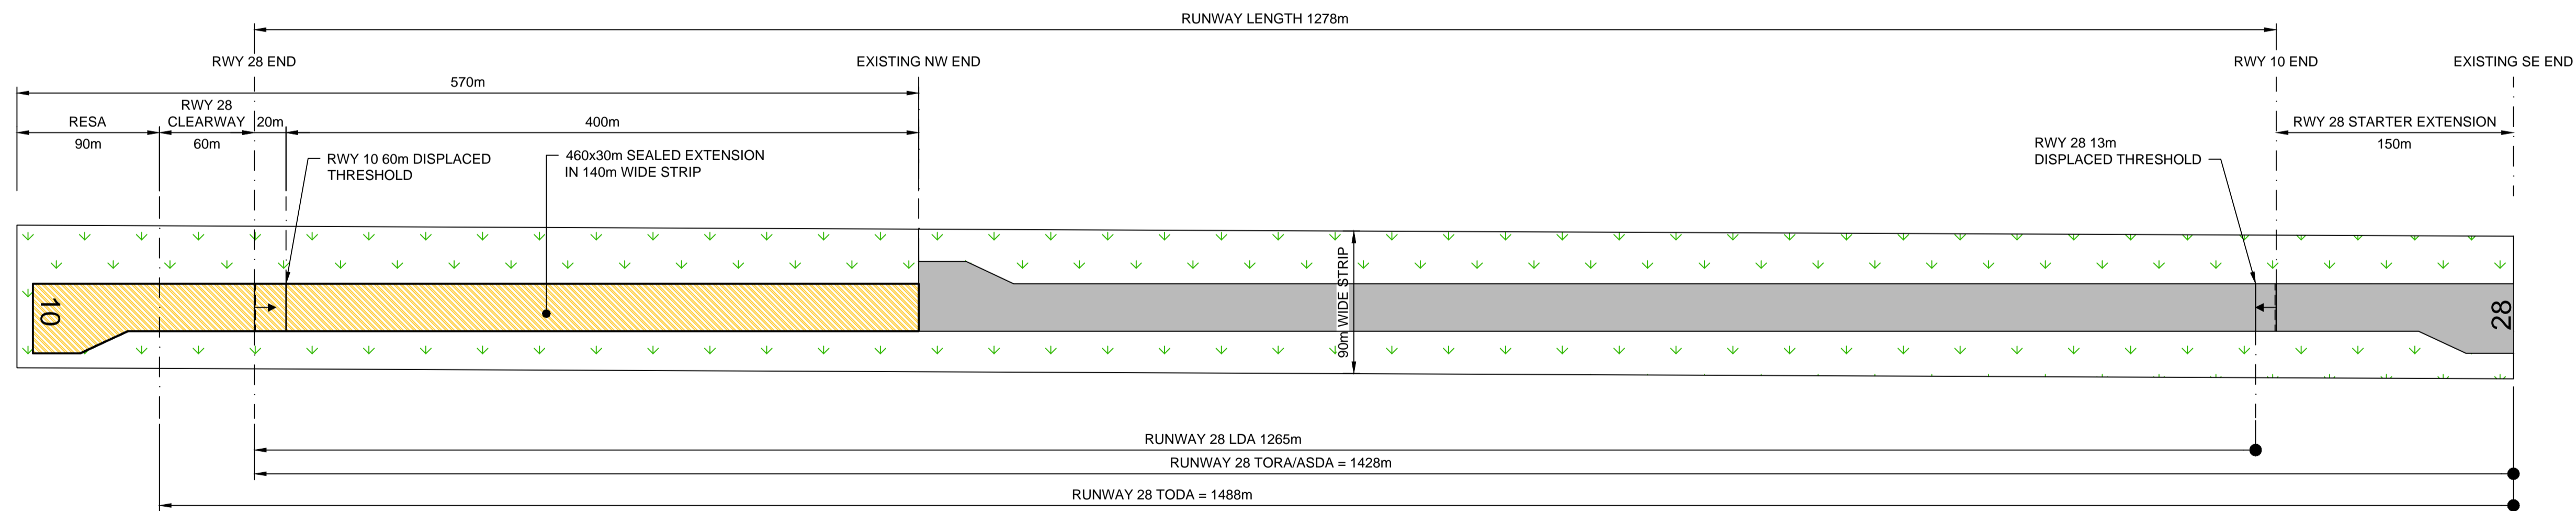 RUNWAY LENGTH 1278m
RWY 28 END
EXISTING NW END
RWY 10 END
EXISTING SE END
570m
RESA
90m
RWY 28
CLEARWAY
60m
20m
400m
RWY 28 STARTER EXTENSION
150m
RWY 10 60m DISPLACED
THRESHOLD
460x30m SEALED EXTENSION
IN 140m WIDE STRIP
RWY 28 13m
DISPLACED THRESHOLD
10
90m WIDE STRIP
28
RUNWAY 28 LDA 1265m
RUNWAY 28 TORA/ASDA = 1428m
RUNWAY 28 TODA = 1488m